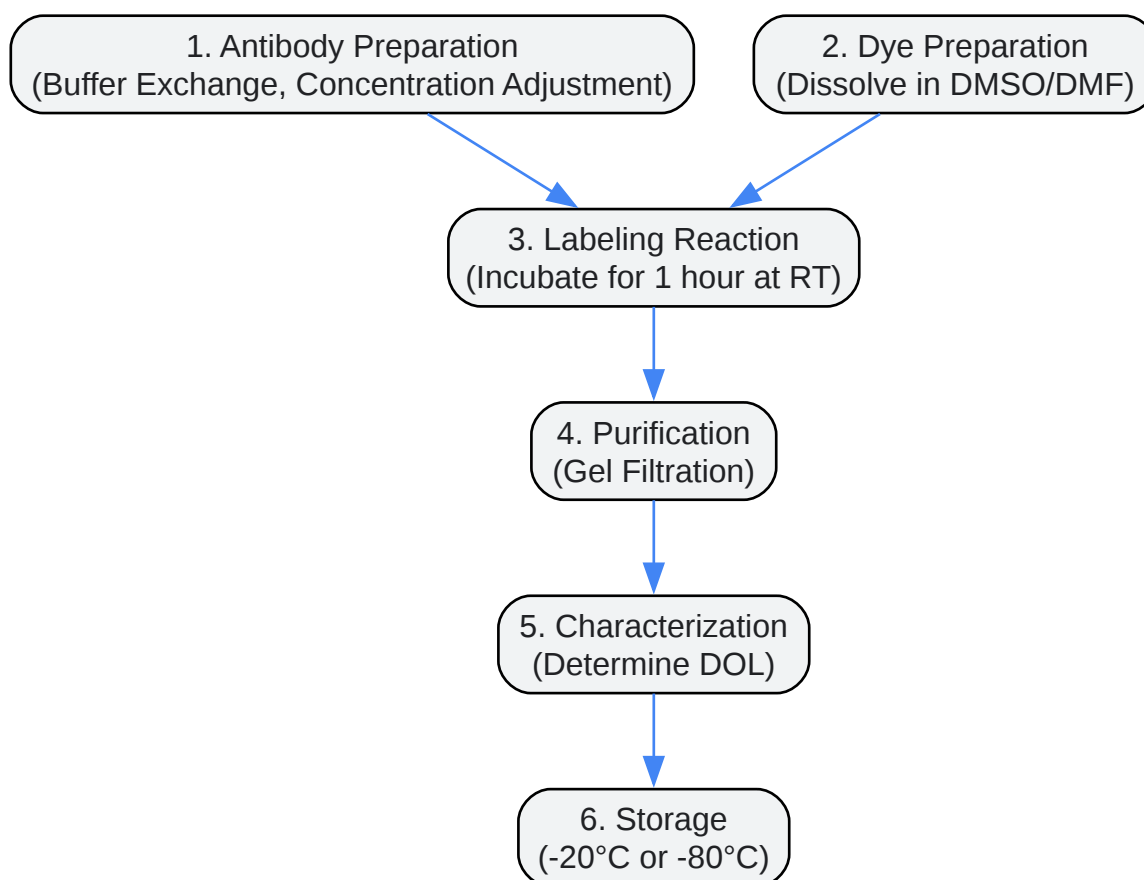 1. Antibody Preparation
(Buffer Exchange, Concentration Adjustment)
2. Dye Preparation
(Dissolve in DMSO/DMF)
3. Labeling Reaction
(Incubate for 1 hour at RT)
4. Purification
(Gel Filtration)
5. Characterization
(Determine DOL)
6. Storage
(-20°C or -80°C)